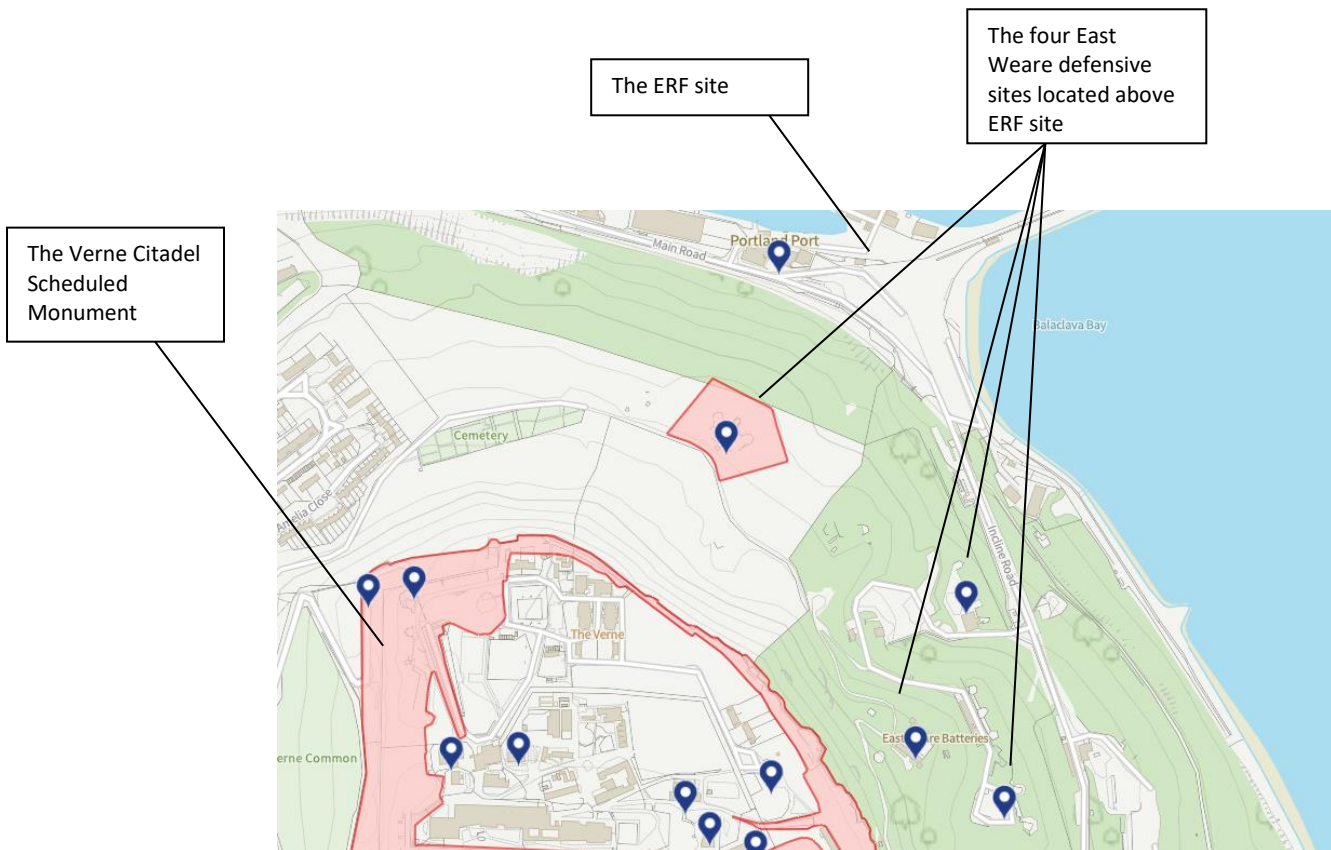 The four East
Weare defensive
sites located above
ERF site
The ERF site
The Verne Citadel
Scheduled
Monument
Main Road
Portland Port
Balaclava Bay
Cemetery
Amelia Close
Incline Road
The Verne
East are Batteries
erne Common